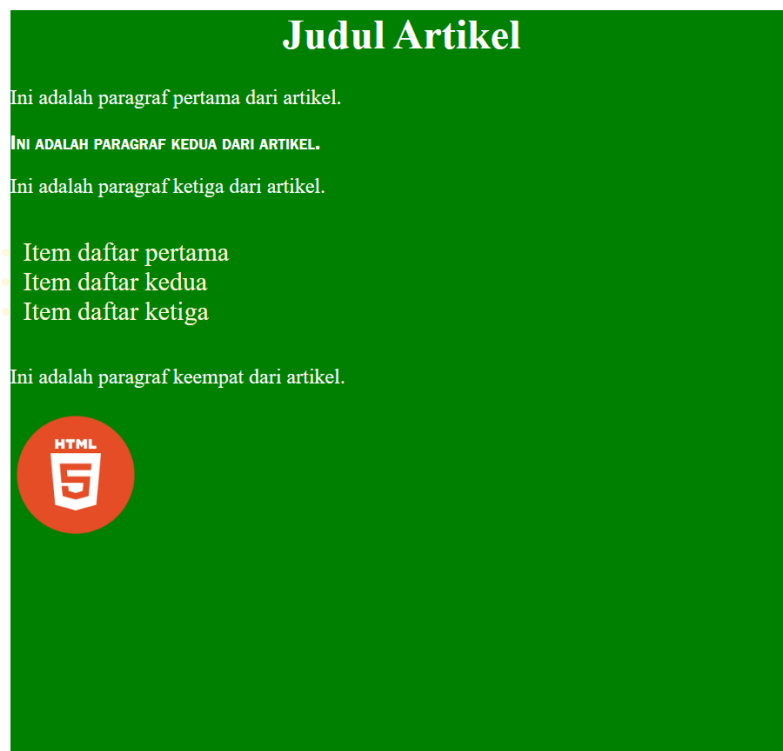 Judul Artikel
Ini adalah paragraf pertama dari artikel.
INI ADALAH PARAGRAF KEDUA DARI ARTIKEL.
Ini adalah paragraf ketiga dari artikel.
Item daftar pertama
Item daftar kedua
Item daftar ketiga
Ini adalah paragraf keempat dari artikel.
HTML
5